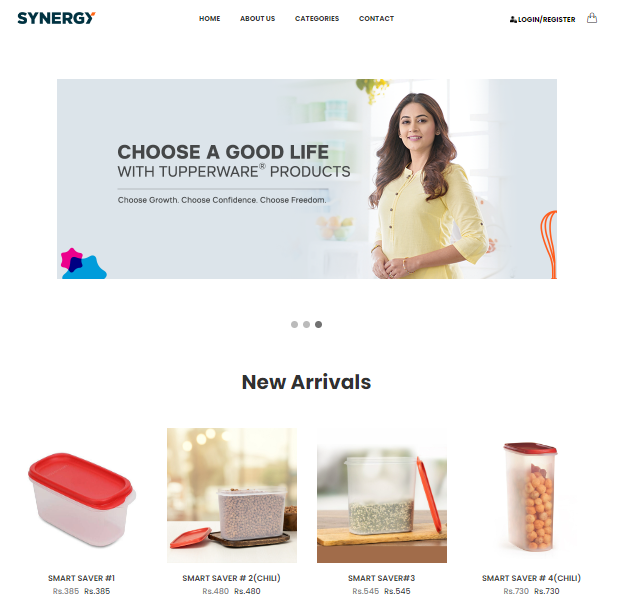 SYNERGY
HOME ABOUT US CATEGORIES CONTACT
LOGIN/REGISTER
CHOOSE A GOOD LIFE
WITH TUPPERWARE® PRODUCTS
Choose Growth. Choose Confidence. Choose Freedom.
New Arrivals
SMART SAVER #1
Rs.385 Rs.385
SMART SAVER # 2(CHILI)
Rs.480 Rs.480
SMART SAVER#3
Rs.545 Rs.545
SMART SAVER # 4(CHILI)
Rs.730 Rs.730